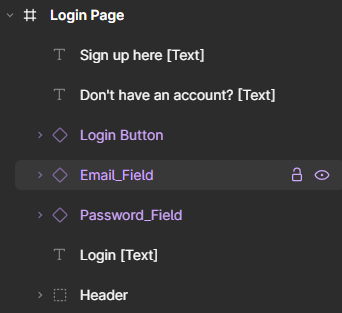 Login Page
Sign up here [Text]
Don't have an account? [Text]
Login Button
Email_Field
Password_Field
Login [Text]
Header